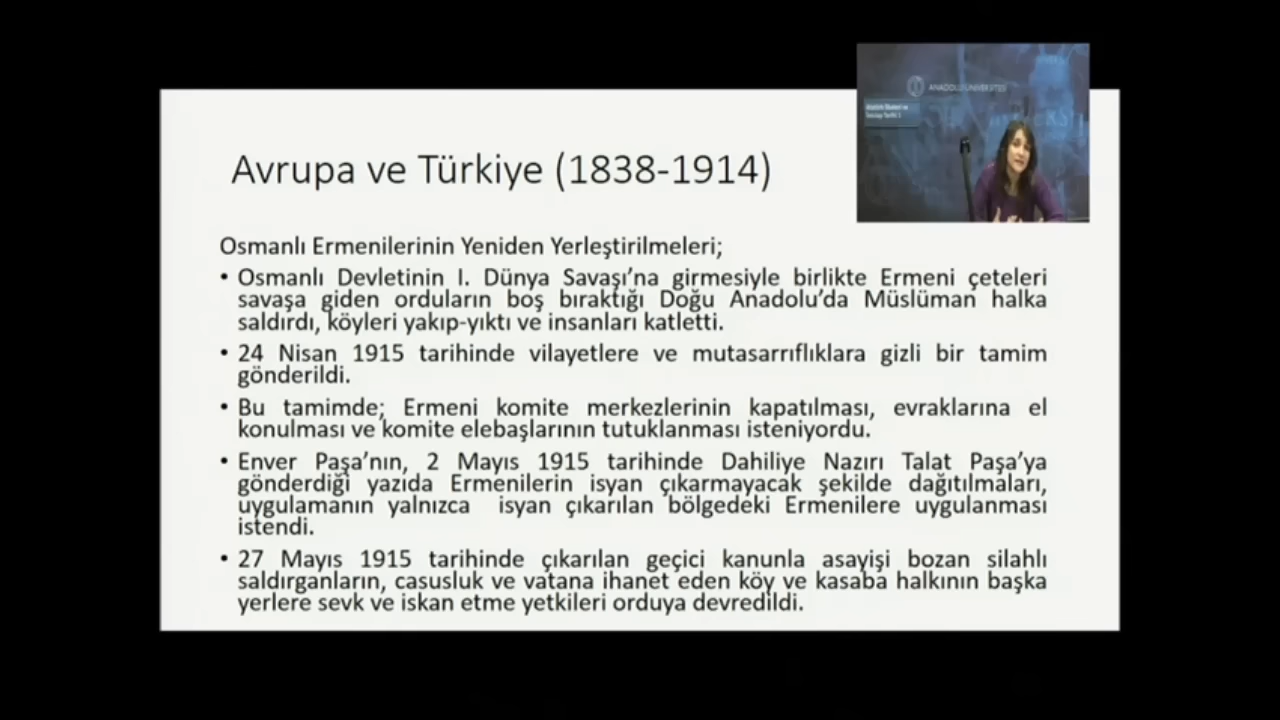 ANADOLU ÜNİVERSİTESİ
Avrupa ve Türkiye (1838-1914)
Osmanlı Ermenilerinin Yeniden Yerleştirilmeleri;
• Osmanlı Devletinin I. Dünya Savaşı'na girmesiyle birlikte Ermeni çeteleri
savaşa giden orduların boş bıraktığı Doğu Anadolu'da Müslüman halka
saldırdı, köyleri yakıp-yıktı ve insanları katletti.
• 24 Nisan 1915 tarihinde vilayetlere ve mutasarrıflıklara gizli bir tamim
gönderildi.
• Bu tamimde; Ermeni komite merkezlerinin kapatılması, evraklarına el
konulması ve komite elebaşlarının tutuklanması isteniyordu.
• Enver Paşa'nın, 2 Mayıs 1915 tarihinde Dahiliye Nazırı Talat Paşa'ya
gönderdiği yazıda Ermenilerin isyan çıkarmayacak şekilde dağıtılmaları,
uygulamanın yalnızca isyan çıkarılan bölgedeki Ermenilere uygulanması
istendi.
• 27 Mayıs 1915 tarihinde çıkarılan geçici kanunla asayişi bozan silahlı
saldırganların, casusluk ve vatana ihanet eden köy ve kasaba halkının başka
yerlere sevk ve iskan etme yetkileri orduya devredildi.